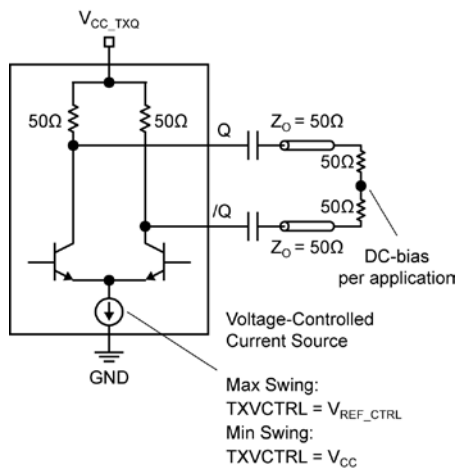 V_CC_TXQ
50Ω
50Ω
Q
Z_O = 50Ω
50Ω
50Ω
/Q
Z_O = 50Ω
DC-bias
per application
Voltage-Controlled
Current Source
GND
Max Swing:
TXVCTRL = V_REF_CTRL
Min Swing:
TXVCTRL = V_CC